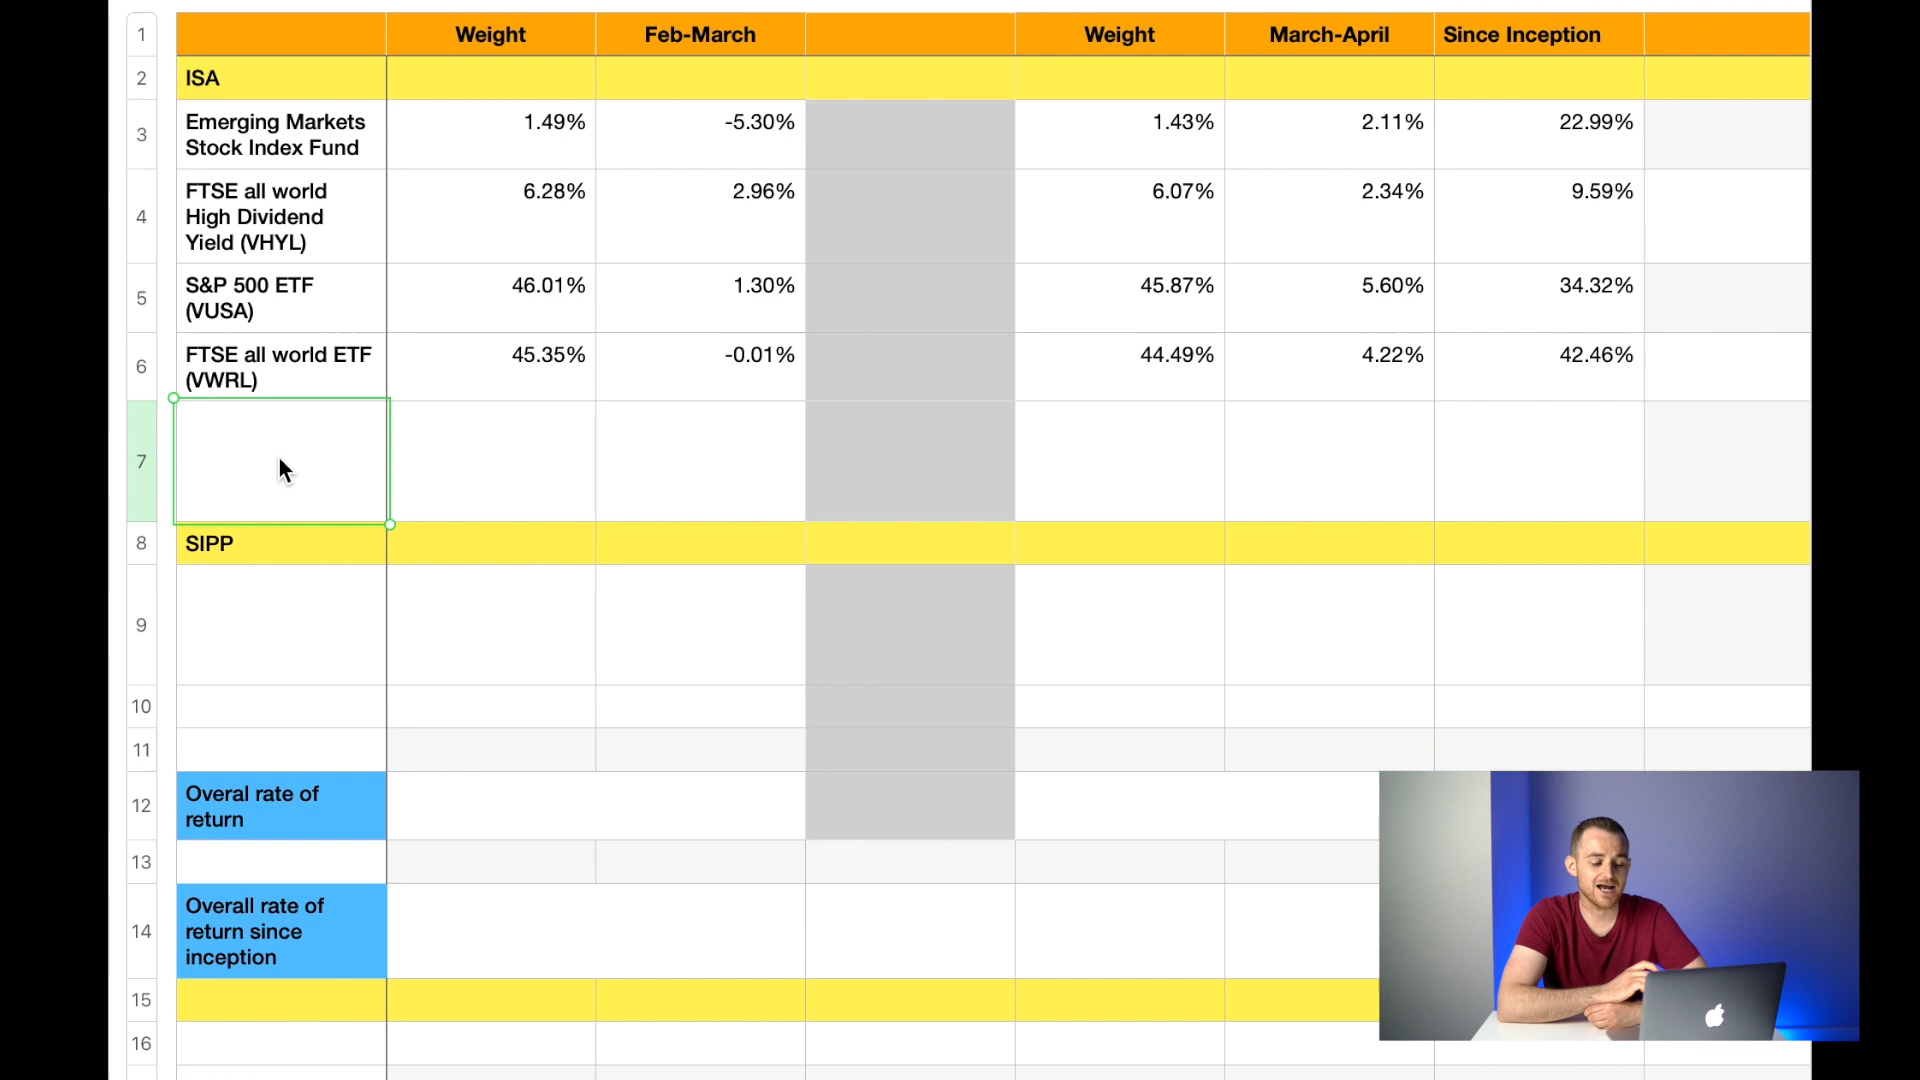 1 Weight Feb-March Weight March-April Since Inception
2 ISA
3 Emerging Markets 1.49% -5.30% 1.43% 2.11% 22.99%
Stock Index Fund
4 FTSE all world 6.28% 2.96% 6.07% 2.34% 9.59%
High Dividend
Yield (VHYL)
5 S&P 500 ETF 46.01% 1.30% 45.87% 5.60% 34.32%
(VUSA)
6 FTSE all world ETF 45.35% -0.01% 44.49% 4.22% 42.46%
(VWRL)
7
8 SIPP
9
10
11
12 Overal rate of
return
13
14 Overall rate of
return since
inception
15
16